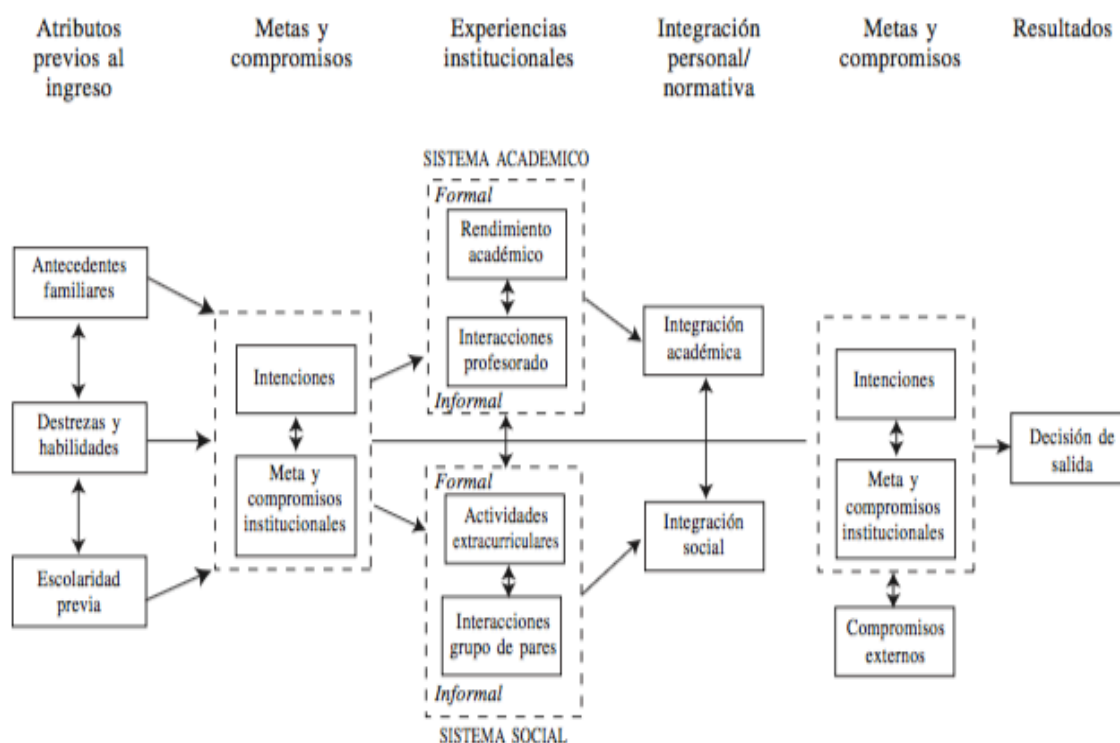 Atributos
previos al
ingreso
Metas y
compromisos
Experiencias
institucionales
Integración
personal/
normativa
Metas y
compromisos
Resultados
SISTEMA ACADEMICO
Formal
Rendimiento
académico
Interacciones
profesorado
Informal
Antecedentes
familiares
Destrezas y
habilidades
Escolaridad
previa
Intenciones
Meta y
compromisos
institucionales
Formal
Actividades
extracurriculares
Interacciones
grupo de pares
Informal
SISTEMA SOCIAL
Integración
académica
Integración
social
Intenciones
Meta y
compromisos
institucionales
Compromisos
externos
Decisión de
salida